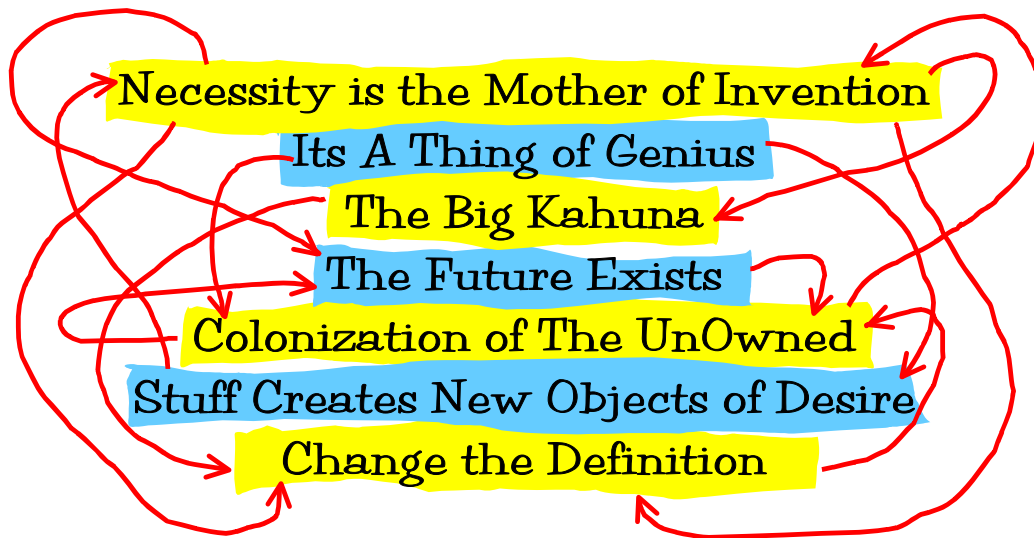 Necessity is the Mother of Invention
Its A Thing of Genius
The Big Kahuna
The Future Exists
Colonization of The UnOwned
Stuff Creates New Objects of Desire
Change the Definition